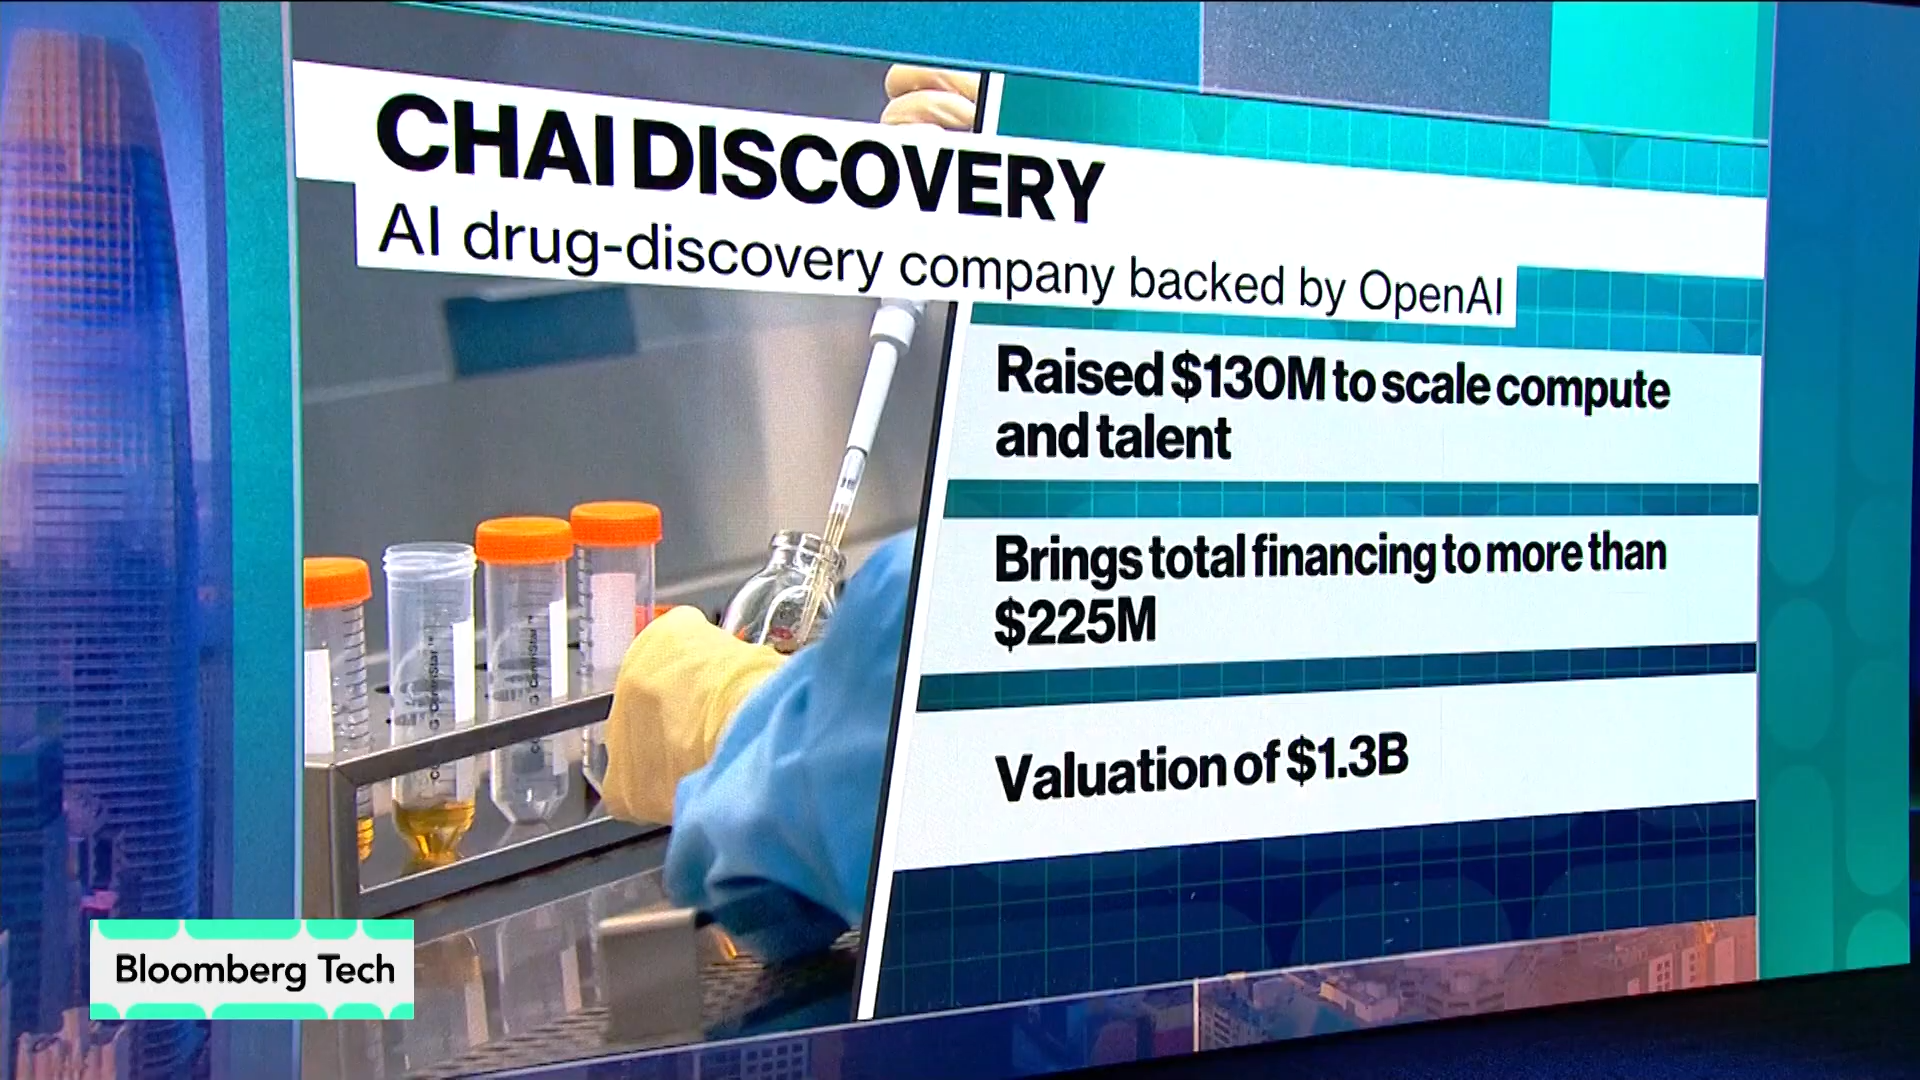 CHAI DISCOVERY
AI drug-discovery company backed by OpenAI
Raised $130M to scale compute
and talent
Brings total financing to more than
$225M
Valuation of $1.3B
Bloomberg Tech